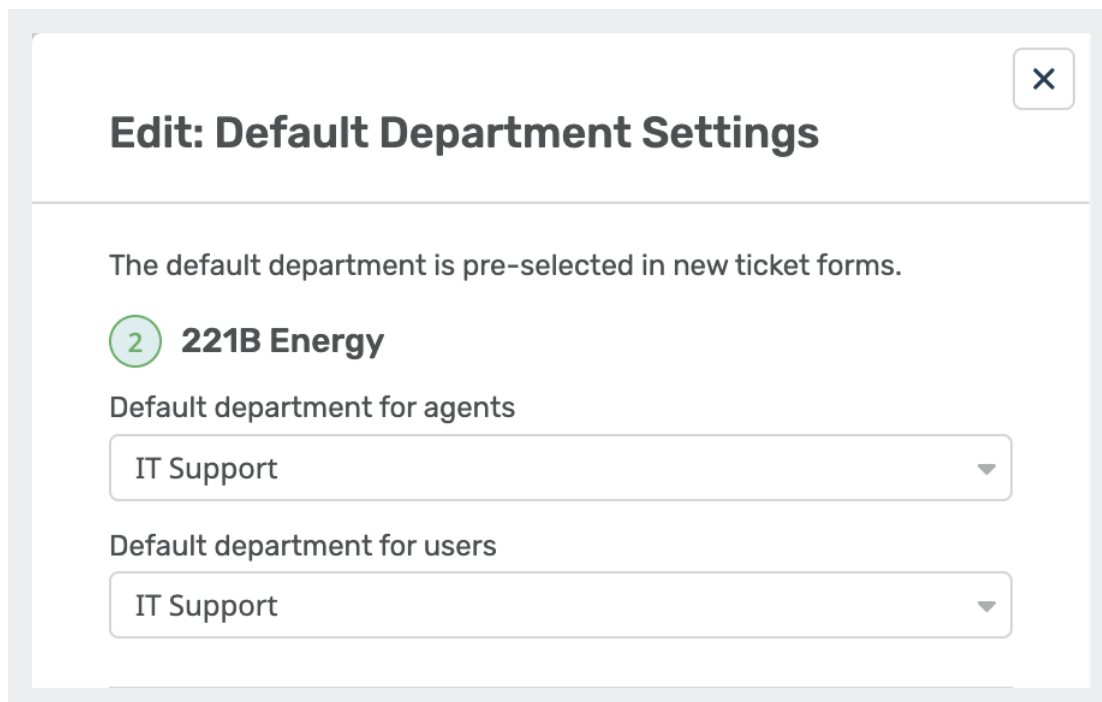 Edit: Default Department Settings
The default department is pre-selected in new ticket forms.
2 221B Energy
Default department for agents
IT Support
Default department for users
IT Support